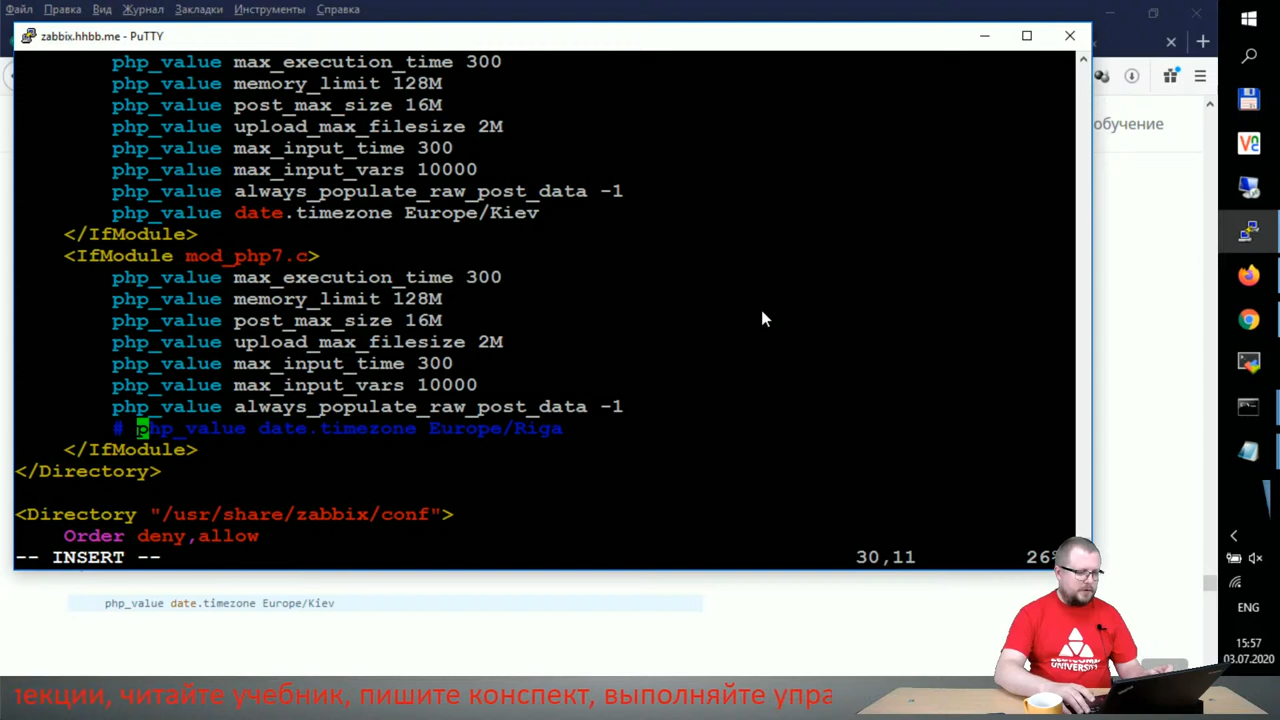 Файл Правка Вид Журнал Закладки Инструменты Справка
zabbix.hhbb.me - PuTTY
php_value max_execution_time 300
php_value memory_limit 128M
php_value post_max_size 16M
php_value upload_max_filesize 2M
php_value max_input_time 300
php_value max_input_vars 10000
php_value always_populate_raw_post_data -1
php_value date.timezone Europe/Kiev
</IfModule>
<IfModule mod_php7.c>
php_value max_execution_time 300
php_value memory_limit 128M
php_value post_max_size 16M
php_value upload_max_filesize 2M
php_value max_input_time 300
php_value max_input_vars 10000
php_value always_populate_raw_post_data -1
# php_value date.timezone Europe/Riga
</IfModule>
</Directory>
<Directory "/usr/share/zabbix/conf">
Order deny,allow
-- INSERT -- 30,11 26%
обучение
php_value date.timezone Europe/Kiev
ENG
15:57
03.07.2020
лекции, читайте учебник, пишите конспект, выполняйте упра